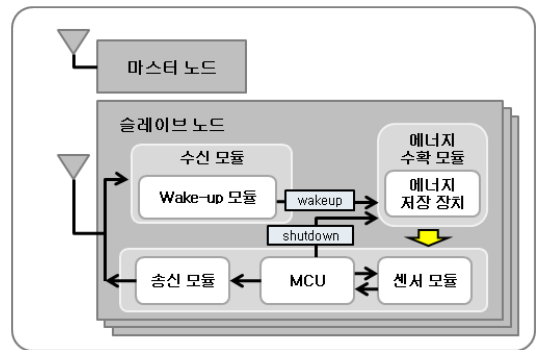 마스터 노드
슬레이브 노드
수신 모듈
Wake-up 모듈
wakeup
에너지
수확 모듈
에너지
저장 장치
shutdown
송신 모듈
MCU
센서 모듈